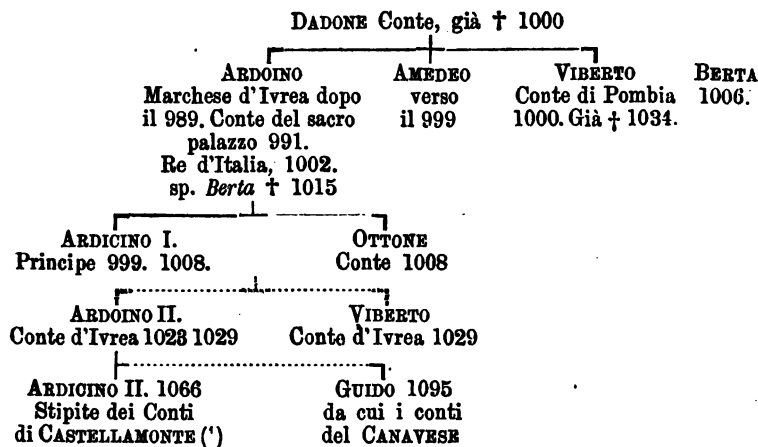 DADONE Conte, già † 1000
ARDOINO AMEDEO VIBERTO BERTA
Marchese d'Ivrea dopo verso Conte di Pombia 1006.
il 989. Conte del sacro il 999 1000. Già † 1034.
palazzo 991.
Re d'Italia, 1002.
sp. Berta † 1015
ARDICINO I. OTTONE
Principe 999. 1008. Conte 1008
ARDOINO II. VIBERTO
Conte d'Ivrea 1023 1029 Conte d'Ivrea 1029
ARDICINO II. 1066 GUIDO 1095
Stipite dei Conti da cui i conti
di CASTELLAMONTE (¹) del CANAVESE